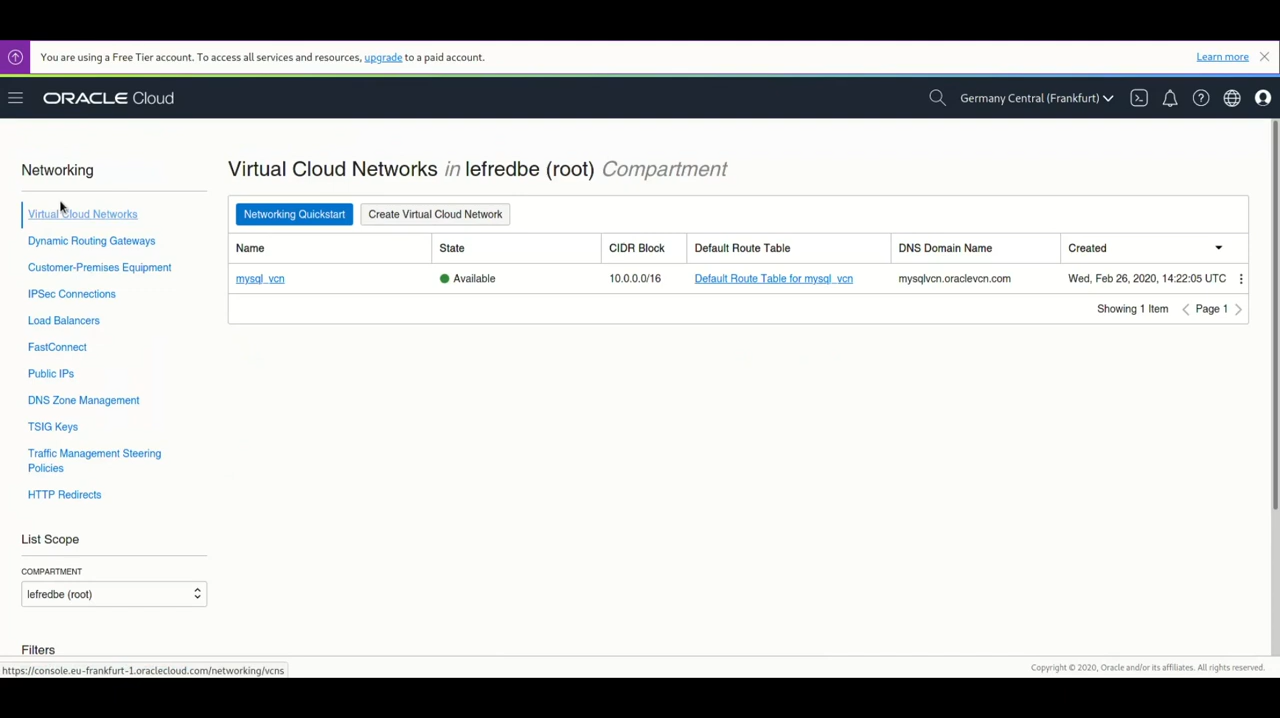 You are using a Free Tier account. To access all services and resources, upgrade to a paid account.
Learn more
ORACLE Cloud
Germany Central (Frankfurt)
Networking
Virtual Cloud Networks
Dynamic Routing Gateways
Customer-Premises Equipment
IPSec Connections
Load Balancers
FastConnect
Public IPs
DNS Zone Management
TSIG Keys
Traffic Management Steering
Policies
HTTP Redirects
List Scope
COMPARTMENT
lefredbe (root)
Filters
Virtual Cloud Networks in lefredbe (root) Compartment
Networking Quickstart Create Virtual Cloud Network
Name State CIDR Block Default Route Table DNS Domain Name Created
mysql_vcn Available 10.0.0.0/16 Default Route Table for mysql_vcn mysqlvcn.oraclevcn.com Wed, Feb 26, 2020, 14:22:05 UTC
Showing 1 Item Page 1
https://console.eu-frankfurt-1.oraclecloud.com/networking/vcns
Copyright © 2020, Oracle and/or its affiliates. All rights reserved.